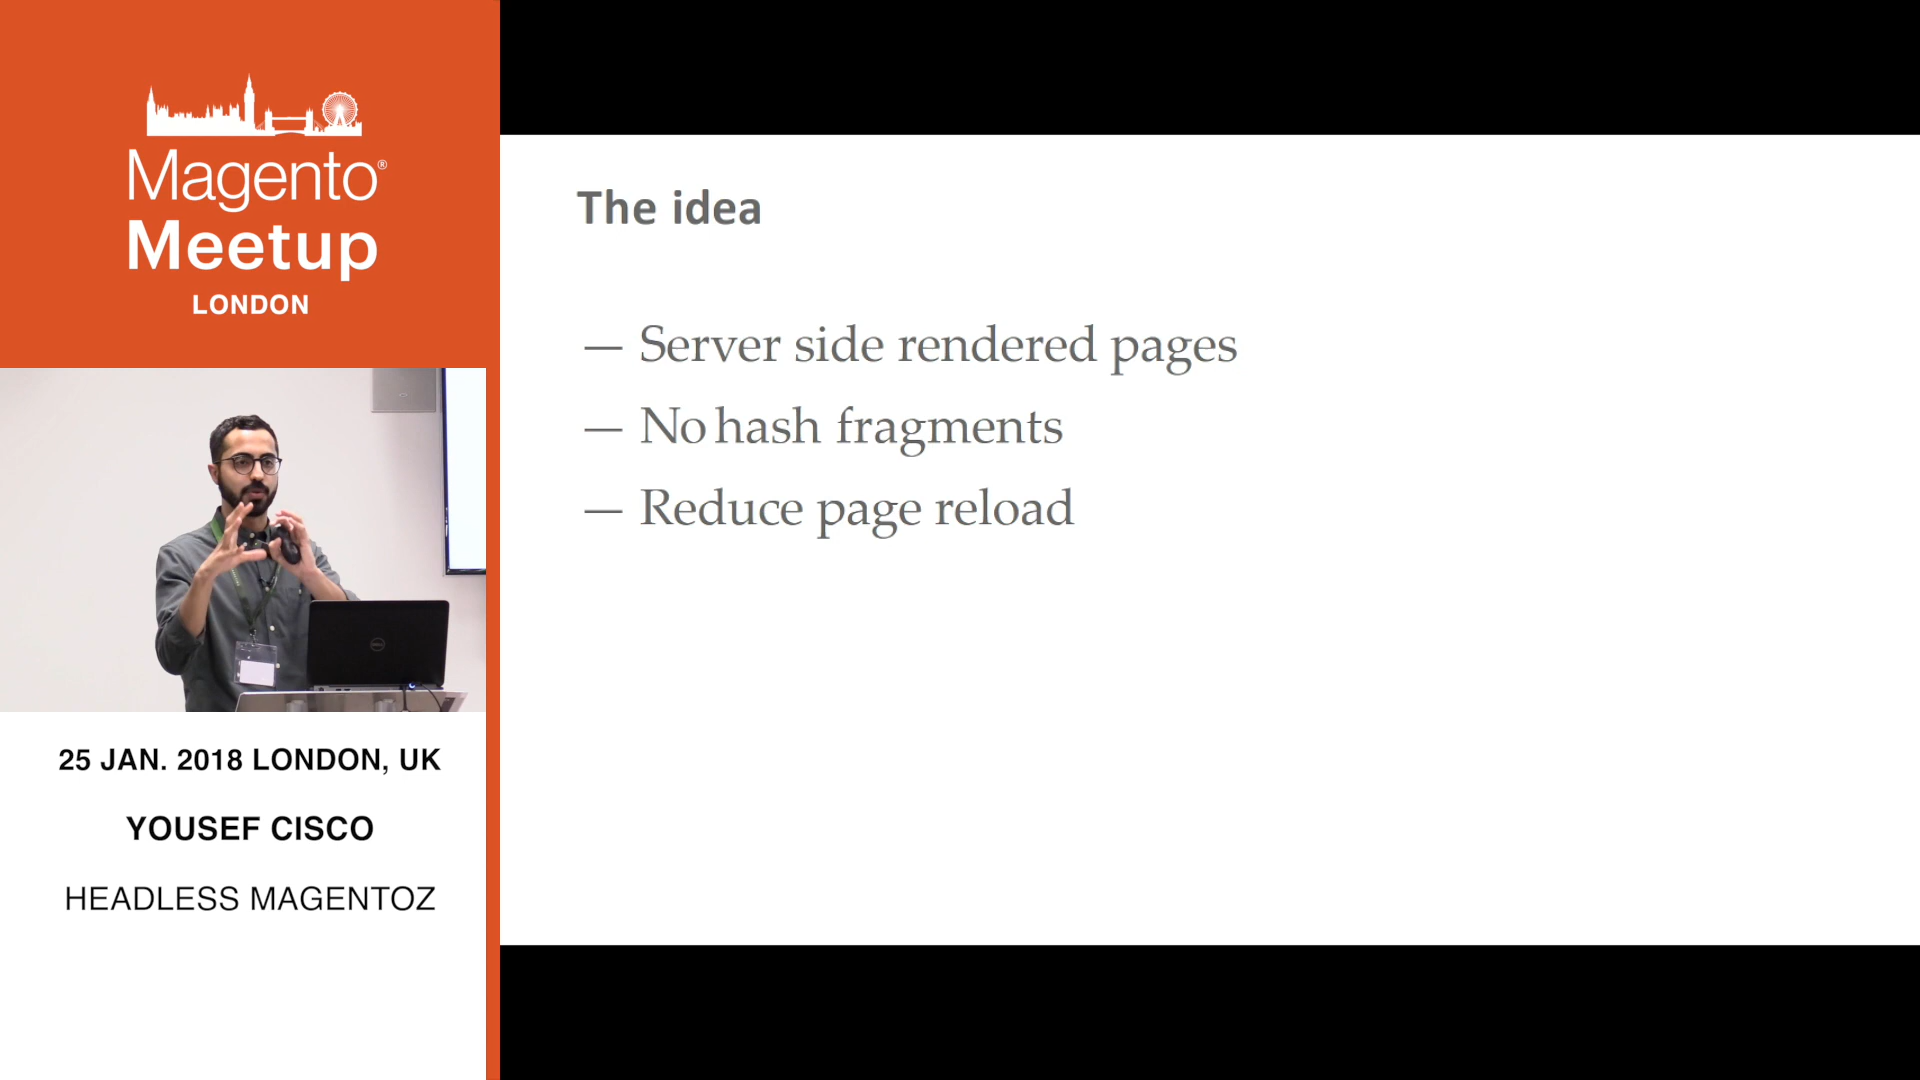 Magento®
Meetup
LONDON
25 JAN. 2018 LONDON, UK
YOUSEF CISCO
HEADLESS MAGENTOZ
The idea
— Server side rendered pages
— No hash fragments
— Reduce page reload